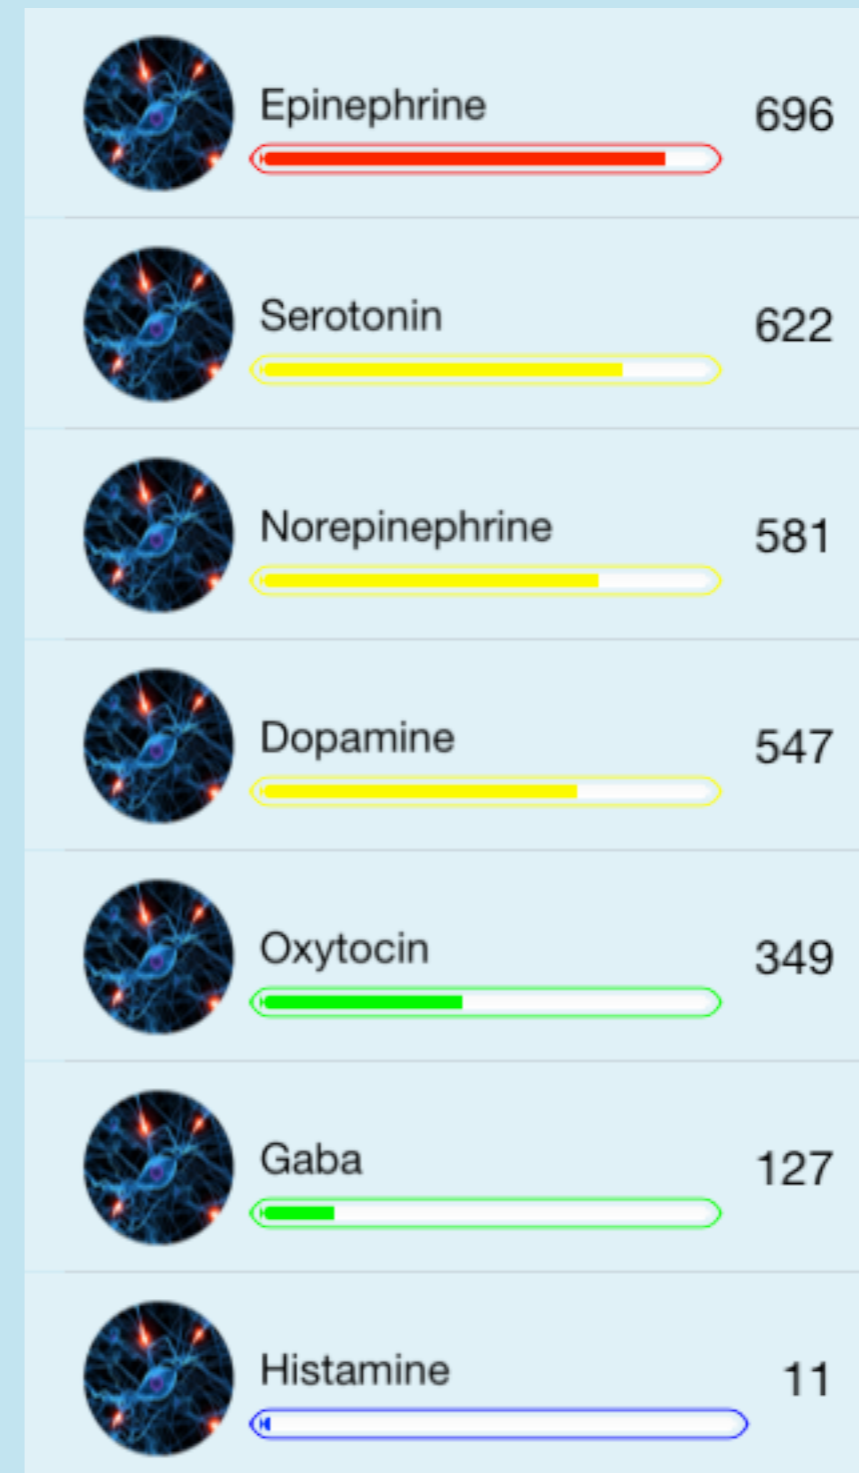 Epinephrine 696
Serotonin 622
Norepinephrine 581
Dopamine 547
Oxytocin 349
Gaba 127
Histamine 11